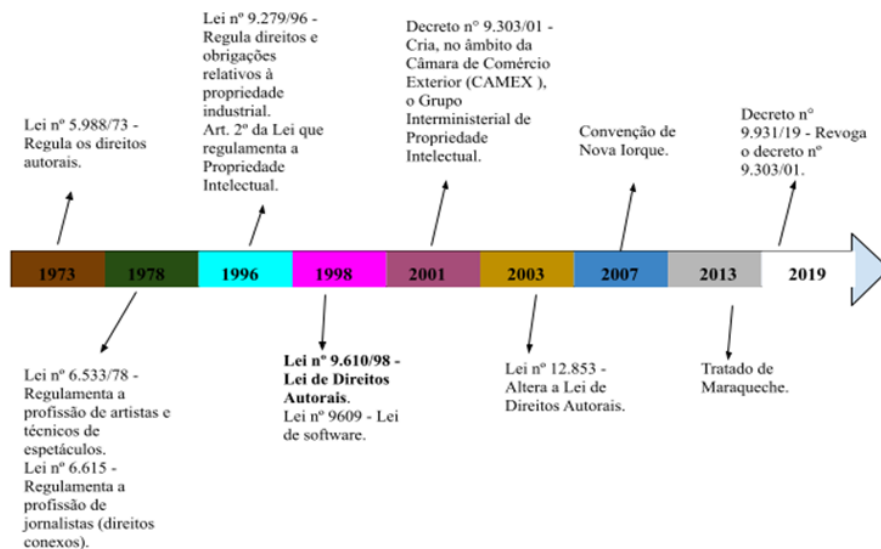 Lei nº 5.988/73 -
Regula os direitos
autorais.
Lei nº 9.279/96 -
Regula direitos e
obrigações
relativos à
propriedade
industrial.
Art. 2º da Lei que
regulamenta a
Propriedade
Intelectual.
Decreto n° 9.303/01 -
Cria, no âmbito da
Câmara de Comércio
Exterior (CAMEX ),
o Grupo
Interministerial de
Propriedade
Intelectual.
Convenção de
Nova Iorque.
Decreto n°
9.931/19 - Revoga
o decreto nº
9.303/01.
1973 1978 1996 1998 2001 2003 2007 2013 2019
Lei nº 6.533/78 -
Regulamenta a
profissão de artistas e
técnicos de
espetáculos.
Lei nº 6.615 -
Regulamenta a
profissão de
jornalistas (direitos
conexos).
Lei nº 9.610/98 -
Lei de Direitos
Autorais.
Lei nº 9609 - Lei
de software.
Lei nº 12.853 -
Altera a Lei de
Direitos Autorais.
Tratado de
Maraqueche.